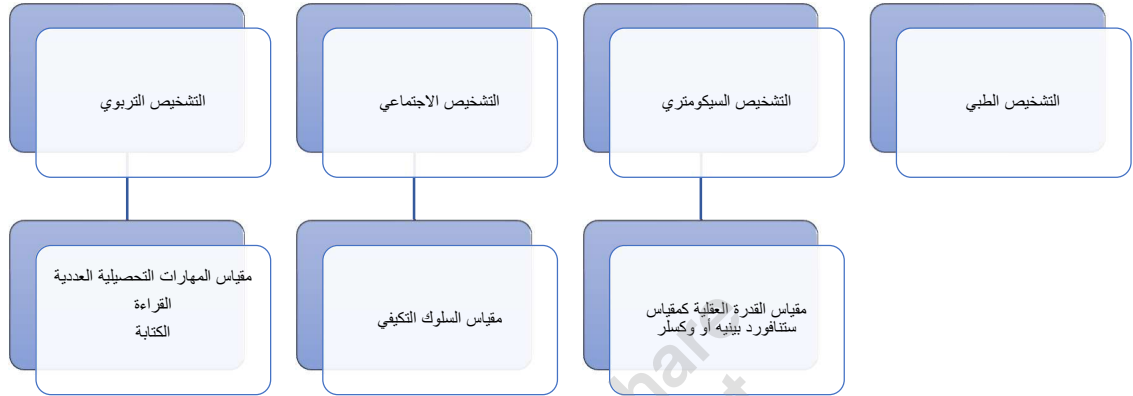 التشخيص الطبي
التشخيص السيكومتري
التشخيص الاجتماعي
التشخيص التربوي
مقياس القدرة العقلية كمقياس
ستنافورد بينيه أو وكسلر
مقياس السلوك التكيفي
مقياس المهارات التحصيلية العددية
القراءة
الكتابة